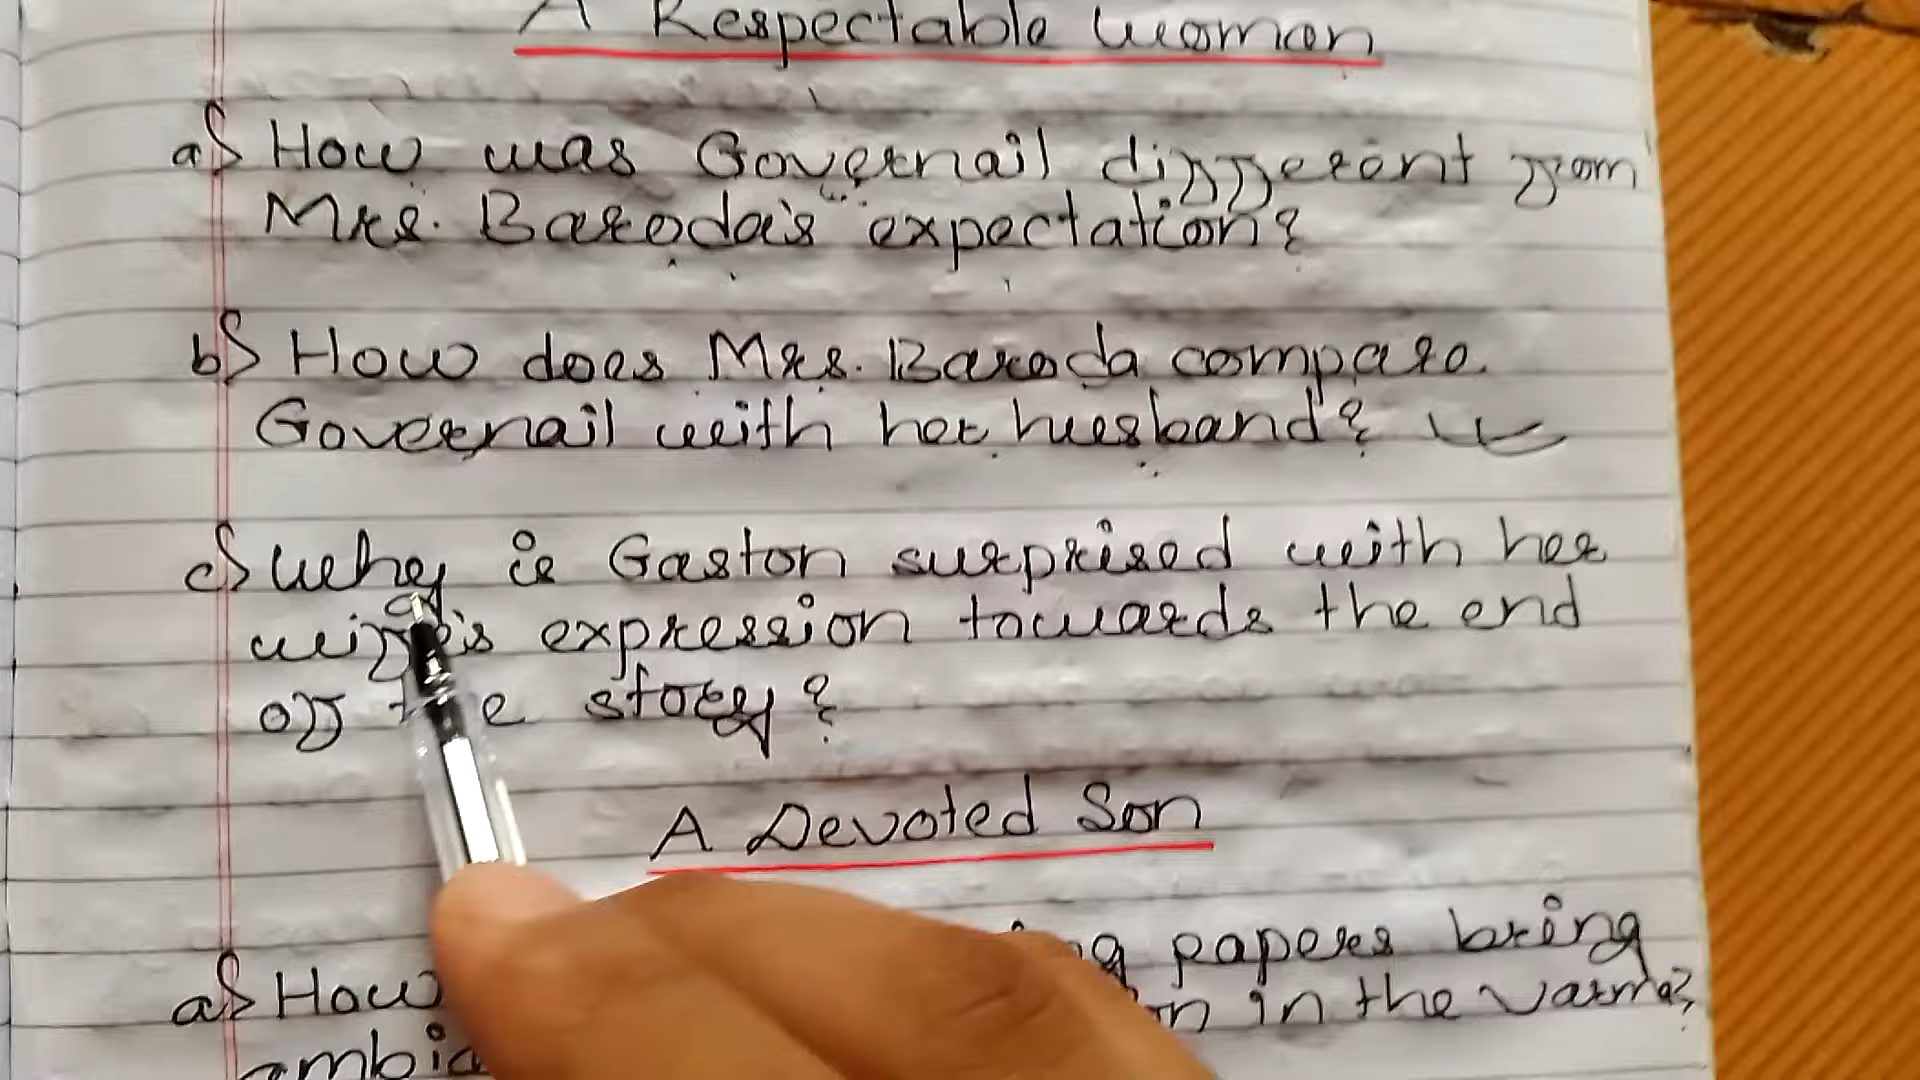 A Respectable Woman
a) How was Governail different from
Mrs. Baroda's expectation?
b) How does Mrs. Baroda compare
Governail with her husband?
c) Why is Gaston surprised with her
wife's expression towards the end
of the story?
A Devoted Son
a) How papers bring
in the Varma?